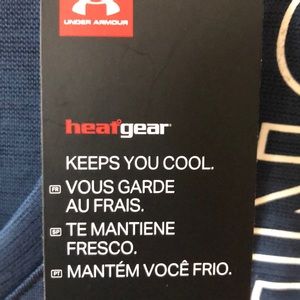 UNDER ARMOUR
heatgear
KEEPS YOU COOL.
FR VOUS GARDE
AU FRAIS.
SP TE MANTIENE
FRESCO.
PT MANTÉM VOCÊ FRIO.